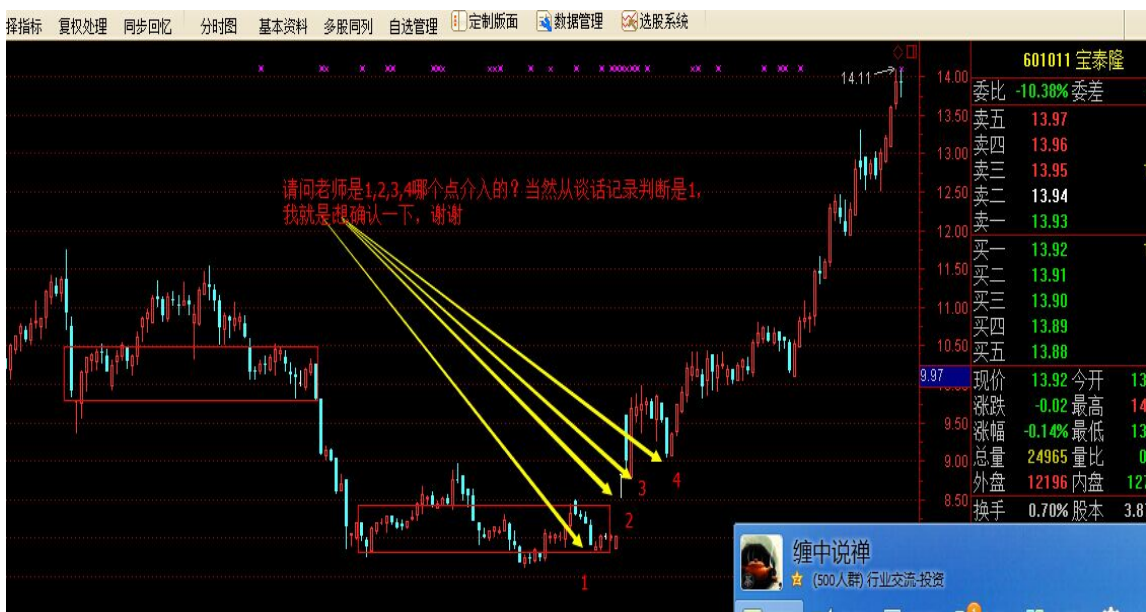 择指标 复权处理 同步回忆 分时图 基本资料 多股同列 自选管理 定制版面 数据管理 选股系统
601011 宝泰隆
委比 -10.38% 委差
卖五 13.97
卖四 13.96
卖三 13.95
卖二 13.94
卖一 13.93
买一 13.92
买二 13.91
买三 13.90
买四 13.89
买五 13.88
现价 13.92 今开 13
涨跌 -0.02 最高 14
涨幅 -0.14% 最低 13
总量 24965 量比 0
外盘 12196 内盘 127
换手 0.70% 股本 3.8
14.11
14.00
13.50
13.00
12.50
12.00
11.50
11.00
10.50
9.97
9.50
9.00
8.50
请问老师是1,2,3,4哪个点介入的？当然从谈话记录判断是1,
我就是想确认一下，谢谢
1
2
3
4
缠中说禅
(500人群) 行业交流-投资